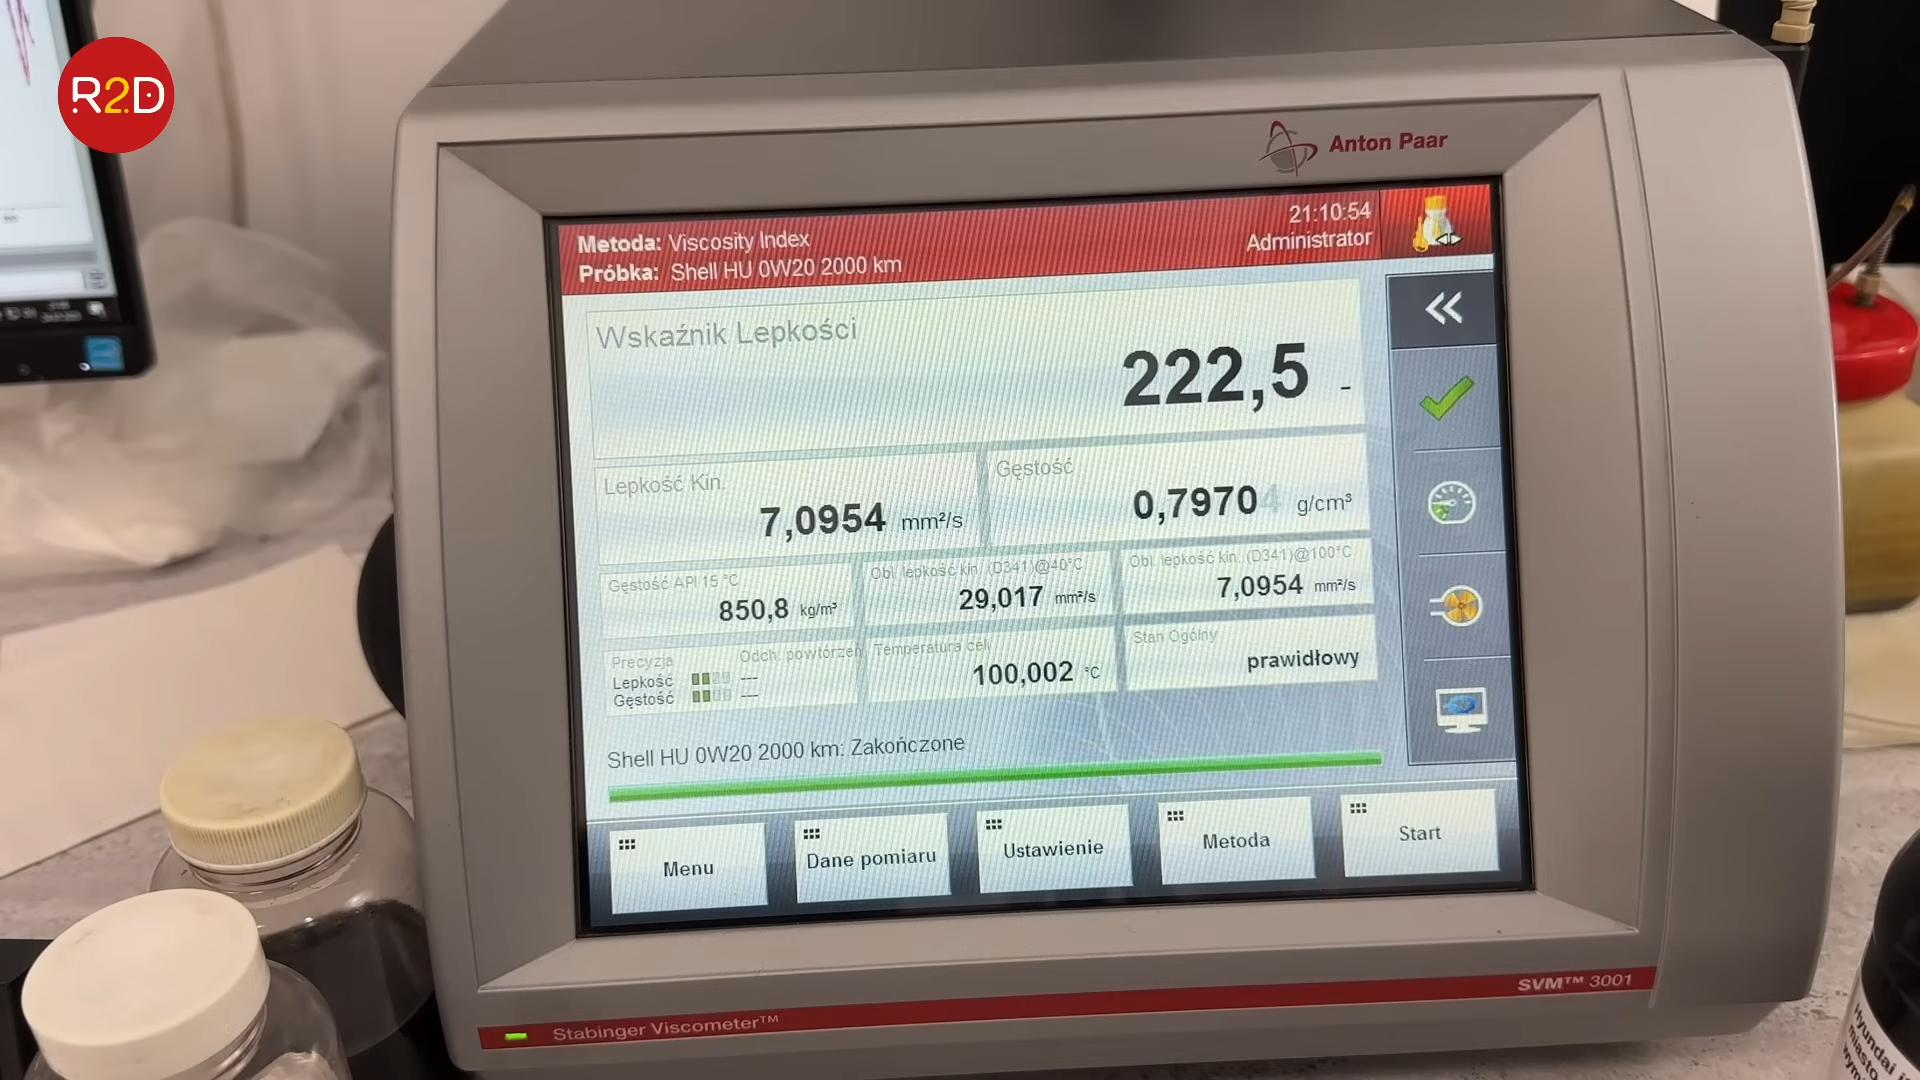 R2D
Anton Paar
Metoda: Viscosity Index
21:10:54
Próbka: Shell HU 0W20 2000 km
Administrator
Wskaźnik Lepkości
222,5 -
Lepkość Kin.
7,0954 mm²/s
Gęstość
0,79704 g/cm³
Gęstość API 15 °C
850,8 kg/m³
Obl. lepkość kin. (D341)@40°C
29,017 mm²/s
Obl. lepkość kin. (D341)@100°C
7,0954 mm²/s
Precyzja Odch. powtórzeń
Lepkość ---
Gęstość ---
Temperatura celi
100,002 °C
Stan Ogólny
prawidłowy
Shell HU 0W20 2000 km: Zakończone
Menu
Dane pomiaru
Ustawienie
Metoda
Start
SVM™ 3001
Stabinger Viscometer™
Hyundai
miasto